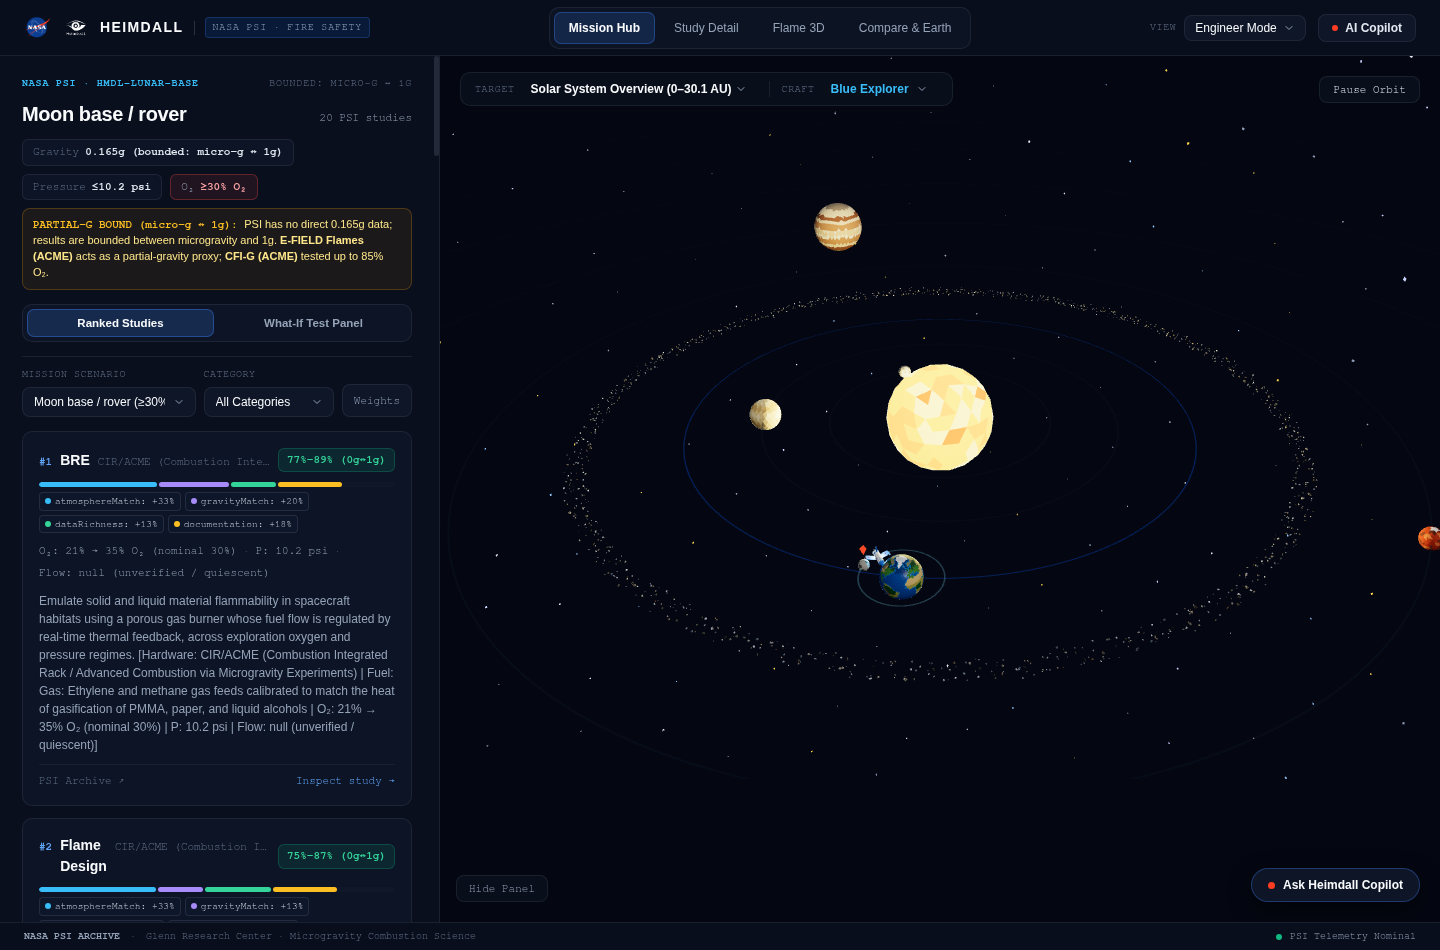 NASA
HEIMDALL
HEIMDALL
NASA PSI · FIRE SAFETY
Mission Hub
Study Detail
Flame 3D
Compare & Earth
VIEW
Engineer Mode
AI Copilot
NASA PSI · HMDL-LUNAR-BASE
BOUNDED: MICRO-G ↔ 1G
Moon base / rover
20 PSI studies
Gravity 0.165g (bounded: micro-g ↔ 1g)
Pressure ≤10.2 psi
O₂ ≥30% O₂
PARTIAL-G BOUND (micro-g ↔ 1g): PSI has no direct 0.165g data;
results are bounded between microgravity and 1g. E-FIELD Flames
(ACME) acts as a partial-gravity proxy; CFI-G (ACME) tested up to 85%
O₂.
Ranked Studies
What-If Test Panel
MISSION SCENARIO
CATEGORY
Moon base / rover (≥30%
All Categories
Weights
#1 BRE CIR/ACME (Combustion Inte…
77%–89% (0g↔1g)
atmosphereMatch: +33%
gravityMatch: +20%
dataRichness: +13%
documentation: +18%
O₂: 21% → 35% O₂ (nominal 30%) · P: 10.2 psi ·
Flow: null (unverified / quiescent)
Emulate solid and liquid material flammability in spacecraft
habitats using a porous gas burner whose fuel flow is regulated by
real-time thermal feedback, across exploration oxygen and
pressure regimes. [Hardware: CIR/ACME (Combustion Integrated
Rack / Advanced Combustion via Microgravity Experiments) | Fuel:
Gas: Ethylene and methane gas feeds calibrated to match the heat
of gasification of PMMA, paper, and liquid alcohols | O₂: 21% →
35% O₂ (nominal 30%) | P: 10.2 psi | Flow: null (unverified /
quiescent)]
PSI Archive ↗
Inspect study →
#2 Flame
Design
CIR/ACME (Combustion I…
75%–87% (0g↔1g)
atmosphereMatch: +33%
gravityMatch: +13%
TARGET
Solar System Overview (0–30.1 AU)
CRAFT
Blue Explorer
Pause Orbit
Hide Panel
Ask Heimdall Copilot
NASA PSI ARCHIVE · Glenn Research Center · Microgravity Combustion Science
PSI Telemetry Nominal